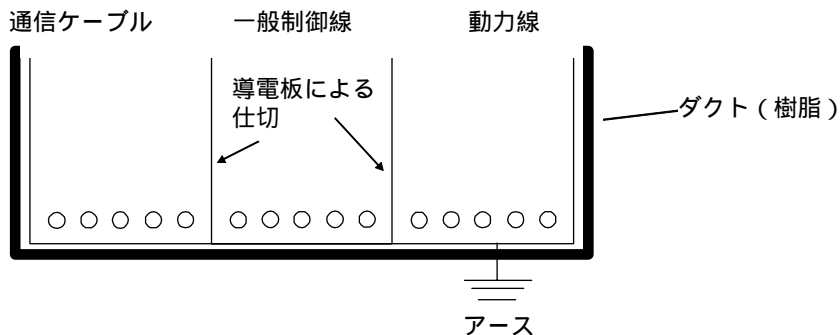 通信ケーブル
一般制御線
動力線
導電板による
仕切
ダクト（樹脂）
アース